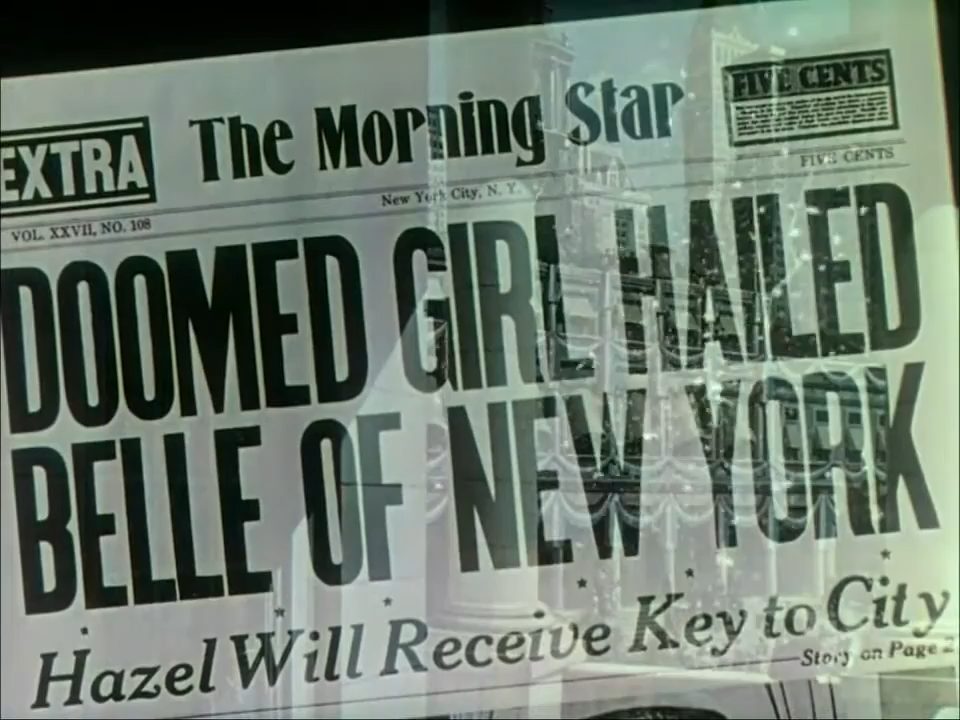 EXTRA
The Morning Star
FIVE CENTS
FIVE CENTS
New York City, N. Y.
VOL. XXVII, NO. 108
DOOMED GIRL HAILED
BELLE OF NEW YORK
Hazel Will Receive Key to City
Story on Page 2